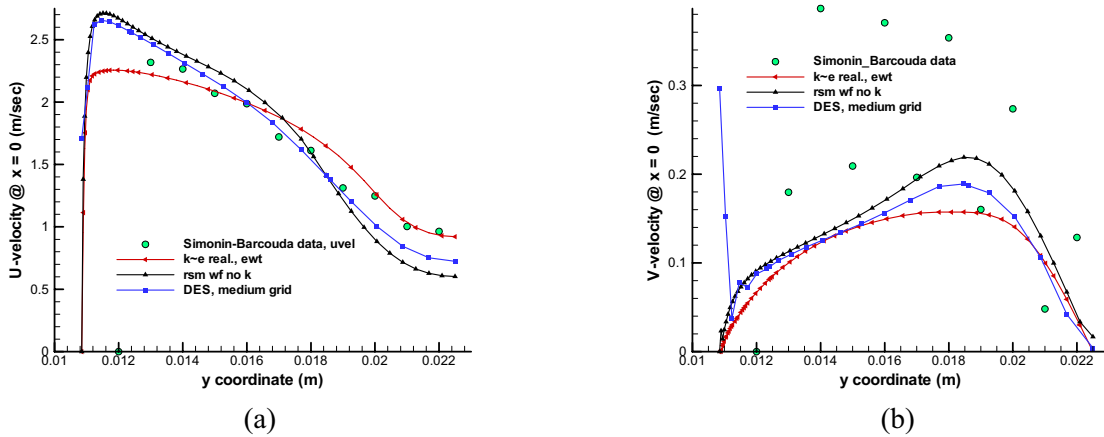 2.5
2
1.5
1
0.5
0
U-velocity @ x = 0 (m/sec)
Simonin-Barcouda data, uvel
k~e real., ewt
rsm wf no k
DES, medium grid
0.01 0.012 0.014 0.016 0.018 0.02 0.022
y coordinate (m)
(a)
0.3
0.2
0.1
0
V-velocity @ x = 0 (m/sec)
Simonin_Barcouda data
k~e real., ewt
rsm wf no k
DES, medium grid
0.01 0.012 0.014 0.016 0.018 0.02 0.022
y coordinate (m)
(b)